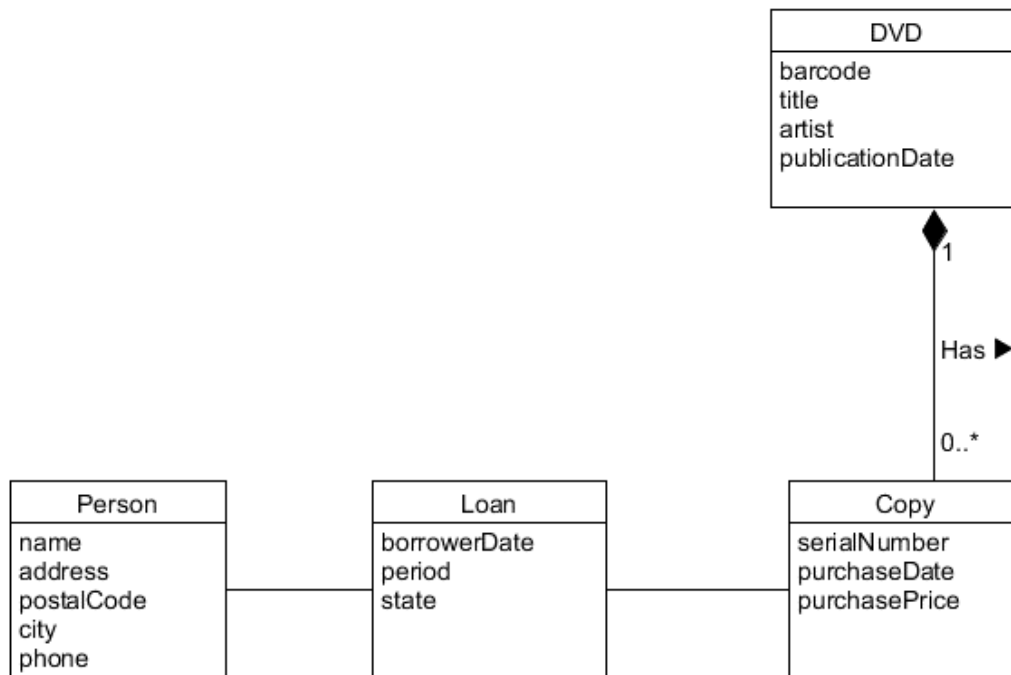 DVD
barcode
title
artist
publicationDate
1
Has
0..*
Person
name
address
postalCode
city
phone
Loan
borrowerDate
period
state
Copy
serialNumber
purchaseDate
purchasePrice